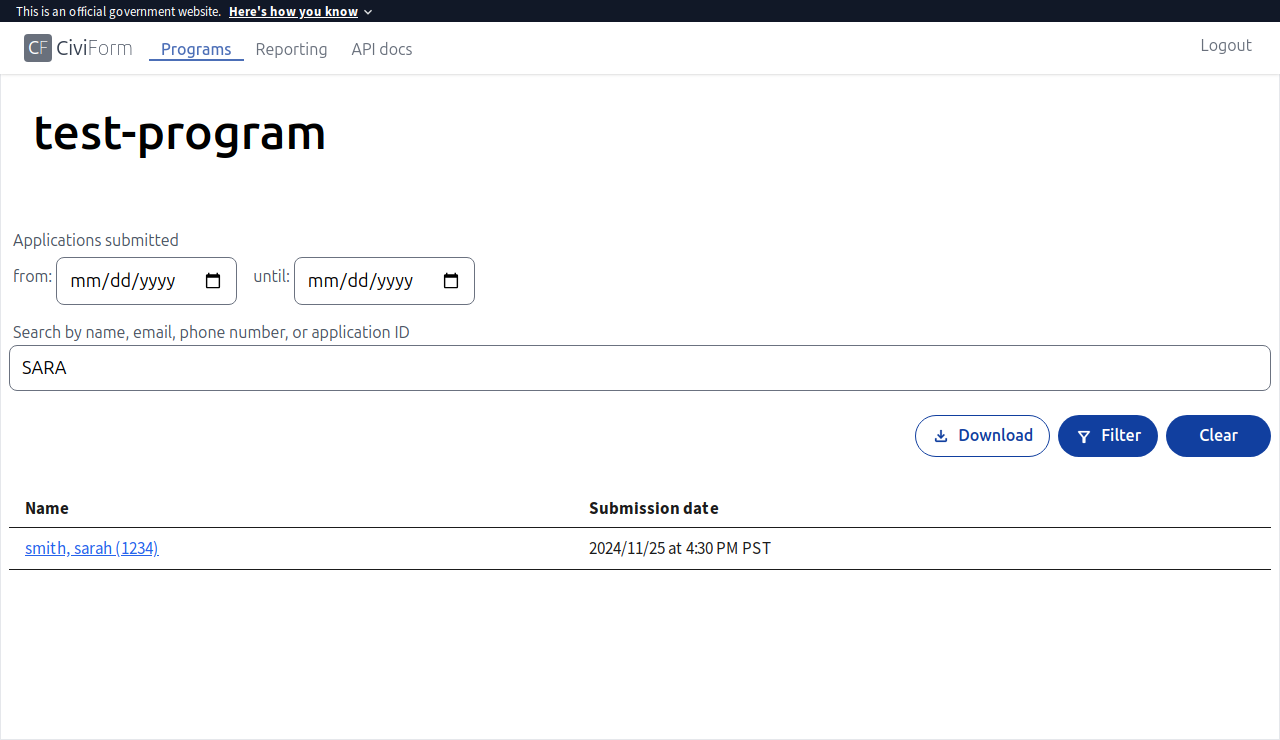 This is an official government website. Here's how you know
CF CiviForm Programs Reporting API docs Logout
test-program
Applications submitted
from: mm/dd/yyyy until: mm/dd/yyyy
Search by name, email, phone number, or application ID
SARA
Download Filter Clear
Name Submission date
smith, sarah (1234) 2024/11/25 at 4:30 PM PST